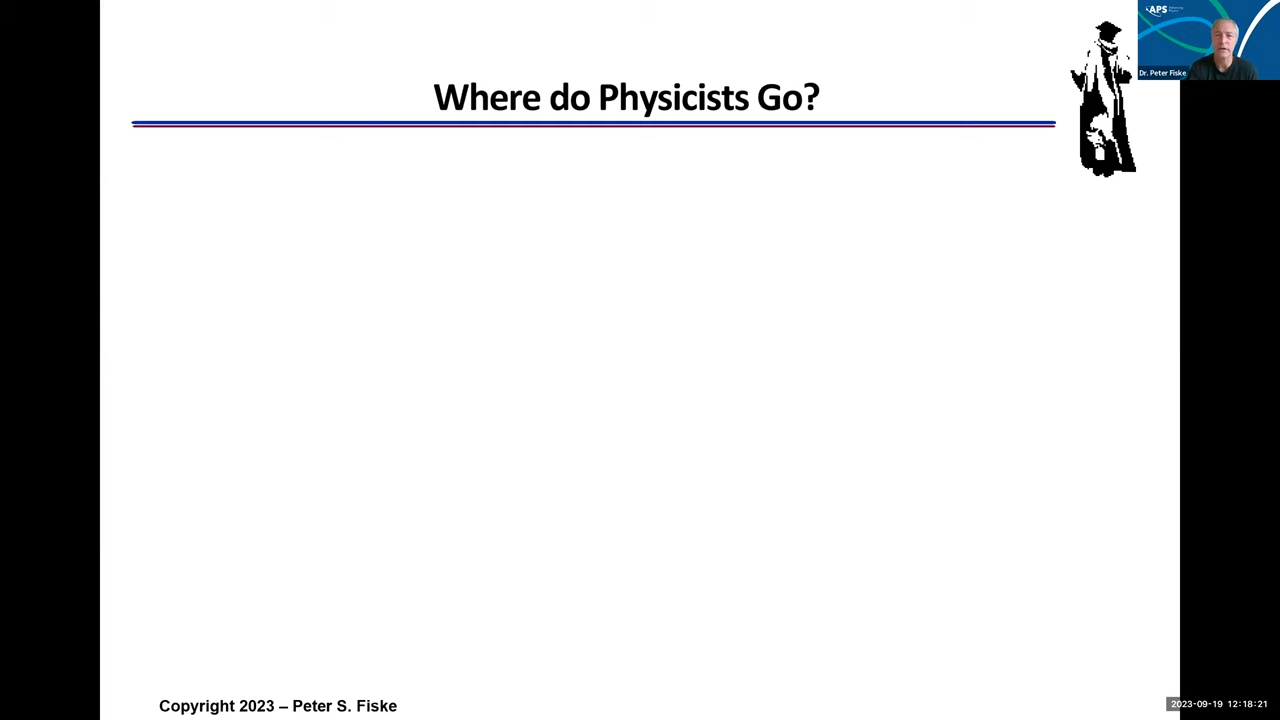 APS
Dr. Peter Fiske
Where do Physicists Go?
Copyright 2023 – Peter S. Fiske
2023-09-19 12:18:21